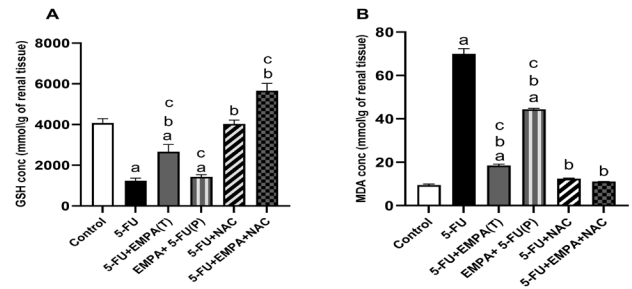 A
GSH conc (mmol\g of renal tissue)
8000
6000
4000
2000
0
a
c
b
a
c
a
b
c
b
Control
5-FU
5-FU+EMPA(T)
EMPA+ 5-FU(P)
5-FU+NAC
5-FU+EMPA+NAC
B
MDA conc (mmol/g of renal tissue)
80
60
40
20
0
a
c
b
a
c
b
a
b
b
Control
5-FU
5-FU+EMPA(T)
EMPA+ 5-FU(P)
5-FU+NAC
5-FU+EMPA+NAC